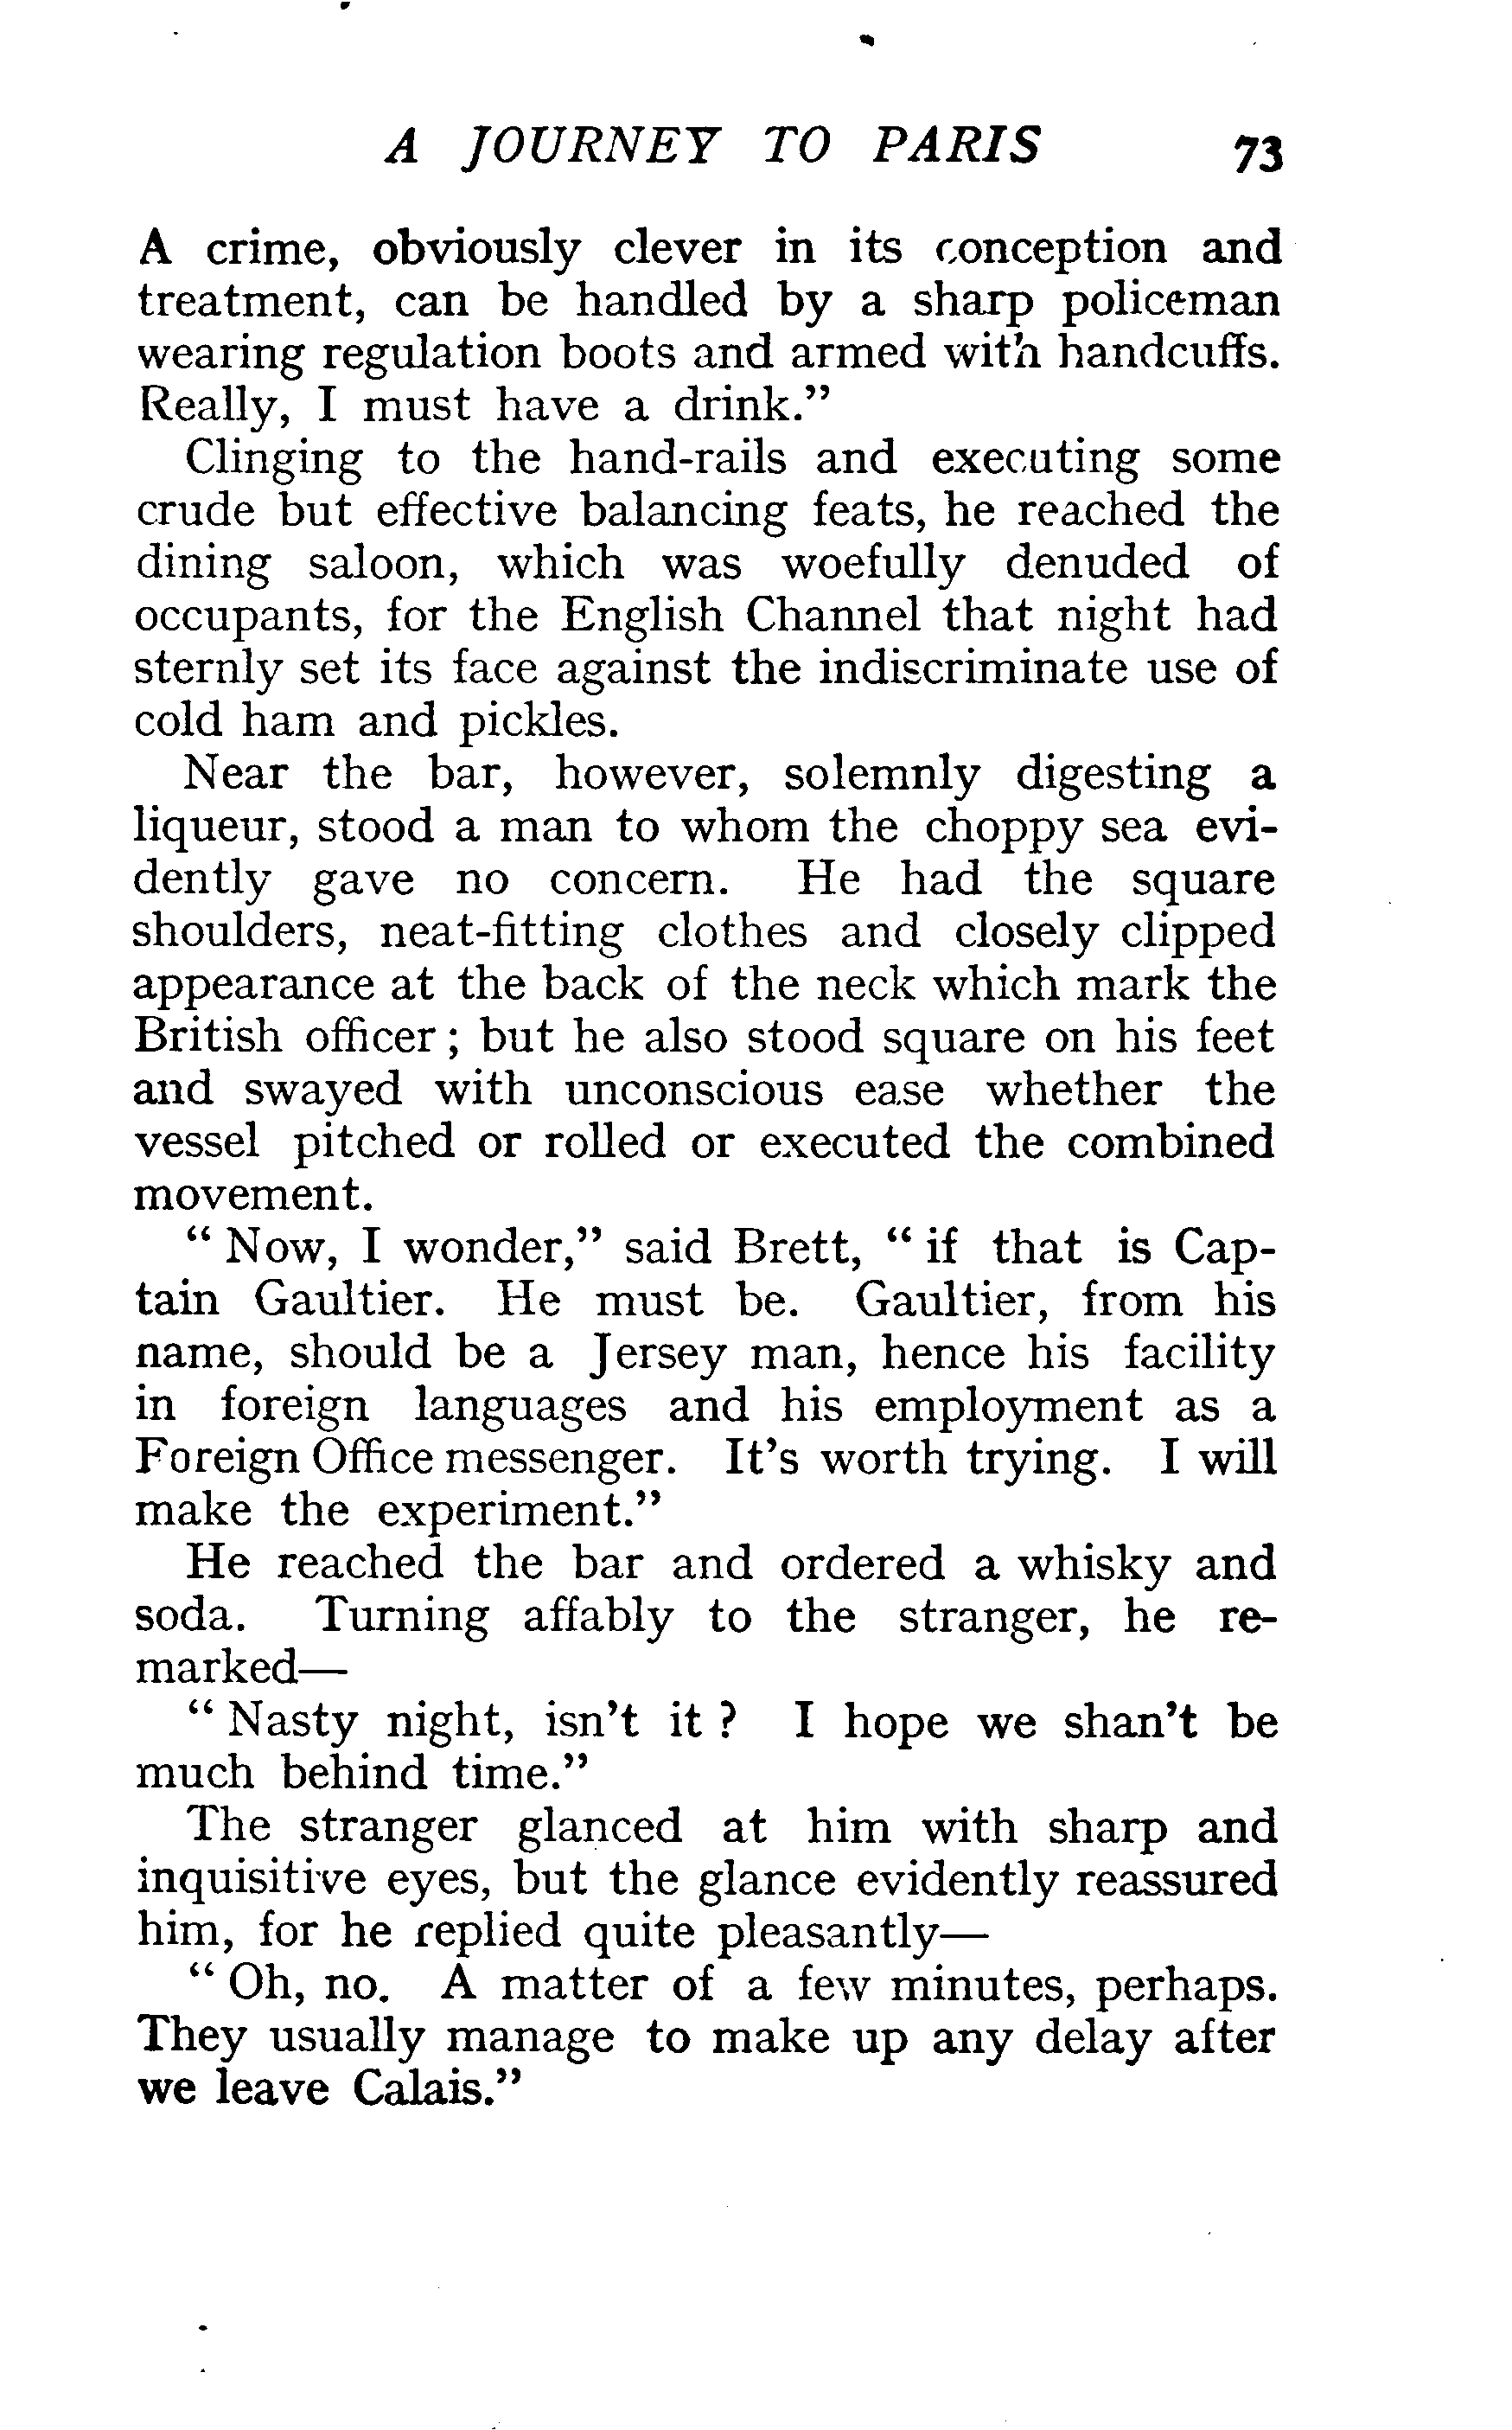 A JOURNEY TO PARIS 73
A crime, obviously clever in its conception and
treatment, can be handled by a sharp policeman
wearing regulation boots and armed with handcuffs.
Really, I must have a drink.”
Clinging to the hand-rails and executing some
crude but effective balancing feats, he reached the
dining saloon, which was woefully denuded of
occupants, for the English Channel that night had
sternly set its face against the indiscriminate use of
cold ham and pickles.
Near the bar, however, solemnly digesting a
liqueur, stood a man to whom the choppy sea evi-
dently gave no concern. He had the square
shoulders, neat-fitting clothes and closely clipped
appearance at the back of the neck which mark the
British officer ; but he also stood square on his feet
and swayed with unconscious ease whether the
vessel pitched or rolled or executed the combined
movement.
“ Now, I wonder,” said Brett, “ if that is Cap-
tain Gaultier. He must be. Gaultier, from his
name, should be a Jersey man, hence his facility
in foreign languages and his employment as a
Foreign Office messenger. It’s worth trying. I will
make the experiment.”
He reached the bar and ordered a whisky and
soda. Turning affably to the stranger, he re-
marked—
“ Nasty night, isn’t it ? I hope we shan’t be
much behind time.”
The stranger glanced at him with sharp and
inquisitive eyes, but the glance evidently reassured
him, for he replied quite pleasantly—
“ Oh, no. A matter of a few minutes, perhaps.
They usually manage to make up any delay after
we leave Calais.”